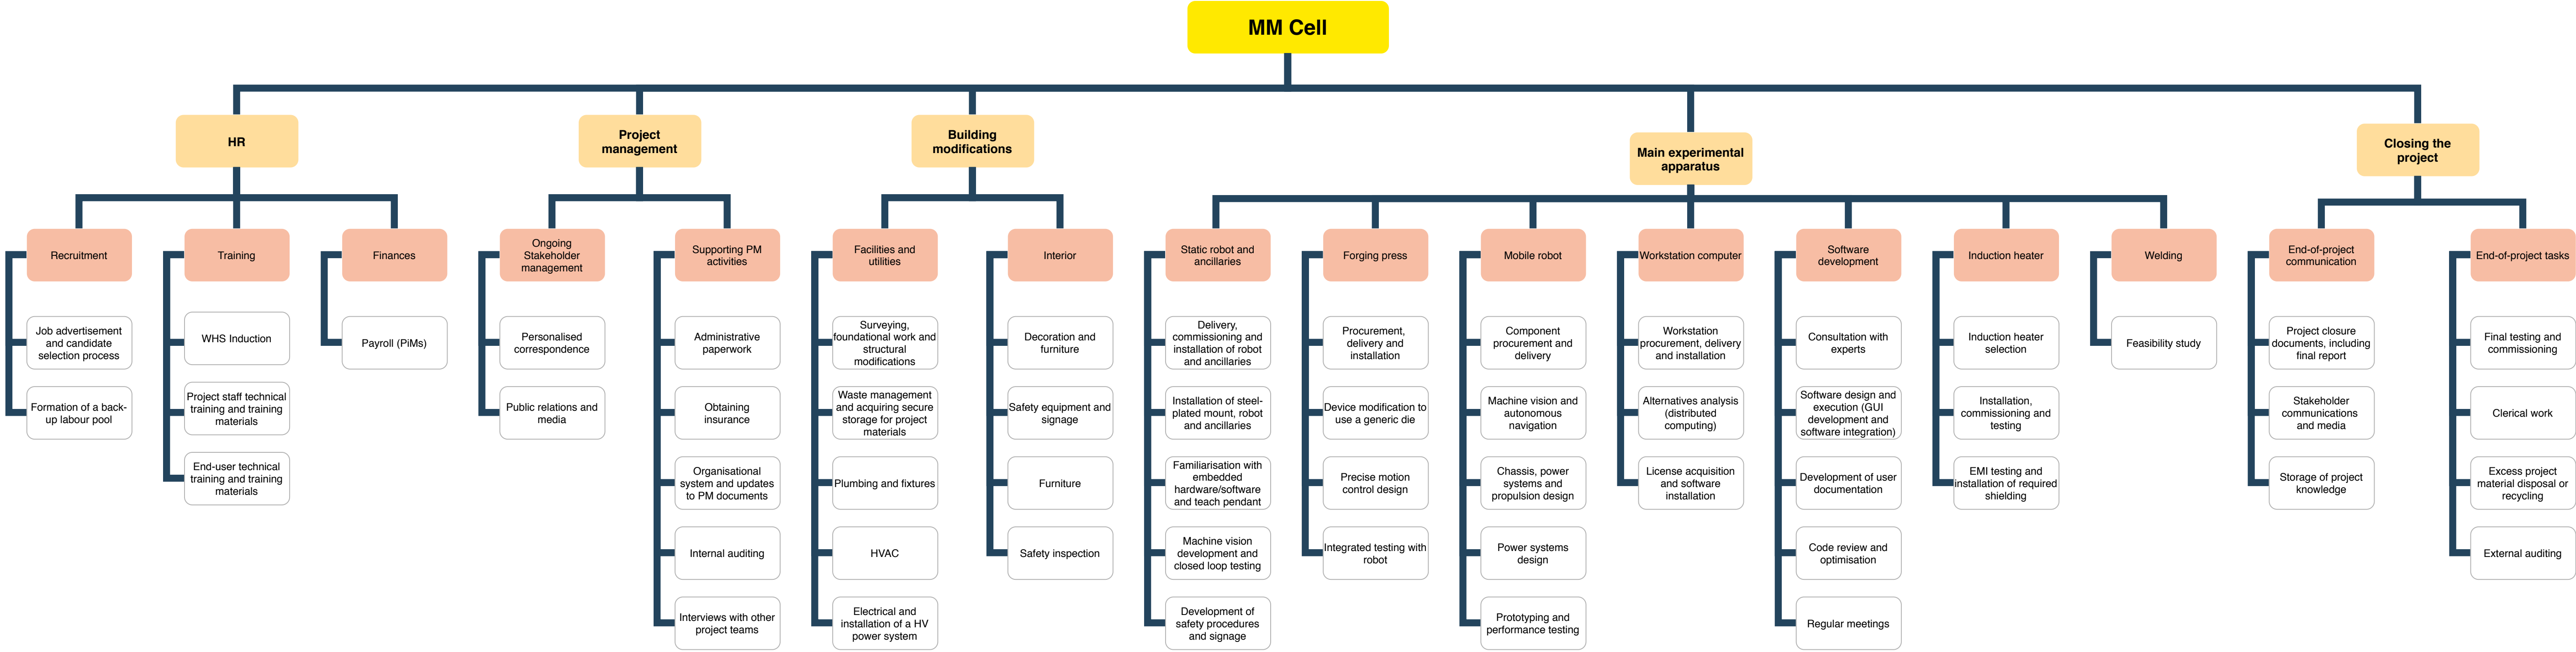 MM Cell
HR
Project
management
Building
modifications
Main experimental
apparatus
Closing the
project
Recruitment
Job advertisement
and candidate
selection process
Formation of a back-
up labour pool
Training
WHS Induction
Project staff technical
training and training
materials
End-user technical
training and training
materials
Finances
Payroll (PiMs)
Ongoing
Stakeholder
management
Personalised
correspondence
Public relations and
media
Supporting PM
activities
Administrative
paperwork
Obtaining
insurance
Organisational
system and updates
to PM documents
Internal auditing
Interviews with other
project teams
Facilities and
utilities
Surveying,
foundational work and
structural
modifications
Waste management
and acquiring secure
storage for project
materials
Plumbing and fixtures
HVAC
Electrical and
installation of a HV
power system
Interior
Decoration and
furniture
Safety equipment and
signage
Furniture
Safety inspection
Static robot and
ancillaries
Delivery,
commissioning and
installation of robot
and ancillaries
Installation of steel-
plated mount, robot
and ancillaries
Familiarisation with
embedded
hardware/software
and teach pendant
Machine vision
development and
closed loop testing
Development of
safety procedures
and signage
Forging press
Procurement,
delivery and
installation
Device modification to
use a generic die
Precise motion
control design
Integrated testing with
robot
Mobile robot
Component
procurement and
delivery
Machine vision and
autonomous
navigation
Chassis, power
systems and
propulsion design
Power systems
design
Prototyping and
performance testing
Workstation computer
Workstation
procurement, delivery
and installation
Alternatives analysis
(distributed
computing)
License acquisition
and software
installation
Software
development
Consultation with
experts
Software design and
execution (GUI
development and
software integration)
Development of user
documentation
Code review and
optimisation
Regular meetings
Induction heater
Induction heater
selection
Installation,
commissioning and
testing
EMI testing and
installation of required
shielding
Welding
Feasibility study
End-of-project
communication
Project closure
documents, including
final report
Stakeholder
communications
and media
Storage of project
knowledge
End-of-project tasks
Final testing and
commissioning
Clerical work
Excess project
material disposal or
recycling
External auditing